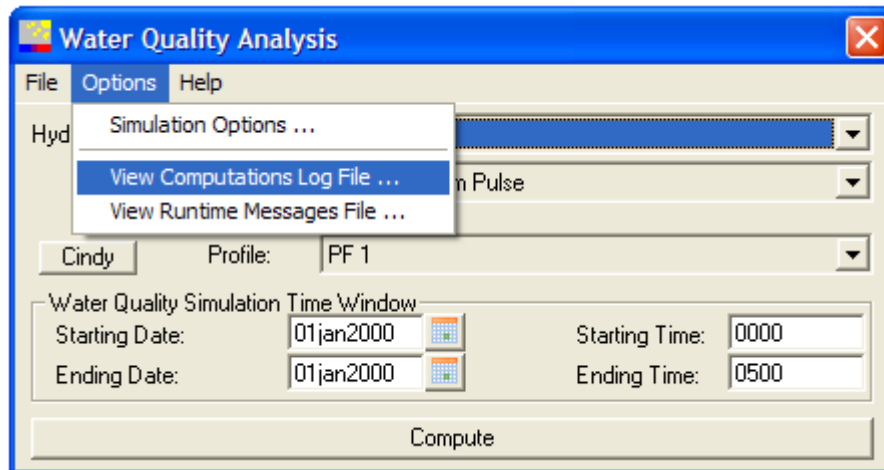 Water Quality Analysis
File Options Help
Simulation Options ...
Hyd
View Computations Log File ...
Pulse
View Runtime Messages File ...
Cindy Profile: PF 1
Water Quality Simulation Time Window
Starting Date: 01jan2000 Starting Time: 0000
Ending Date: 01jan2000 Ending Time: 0500
Compute